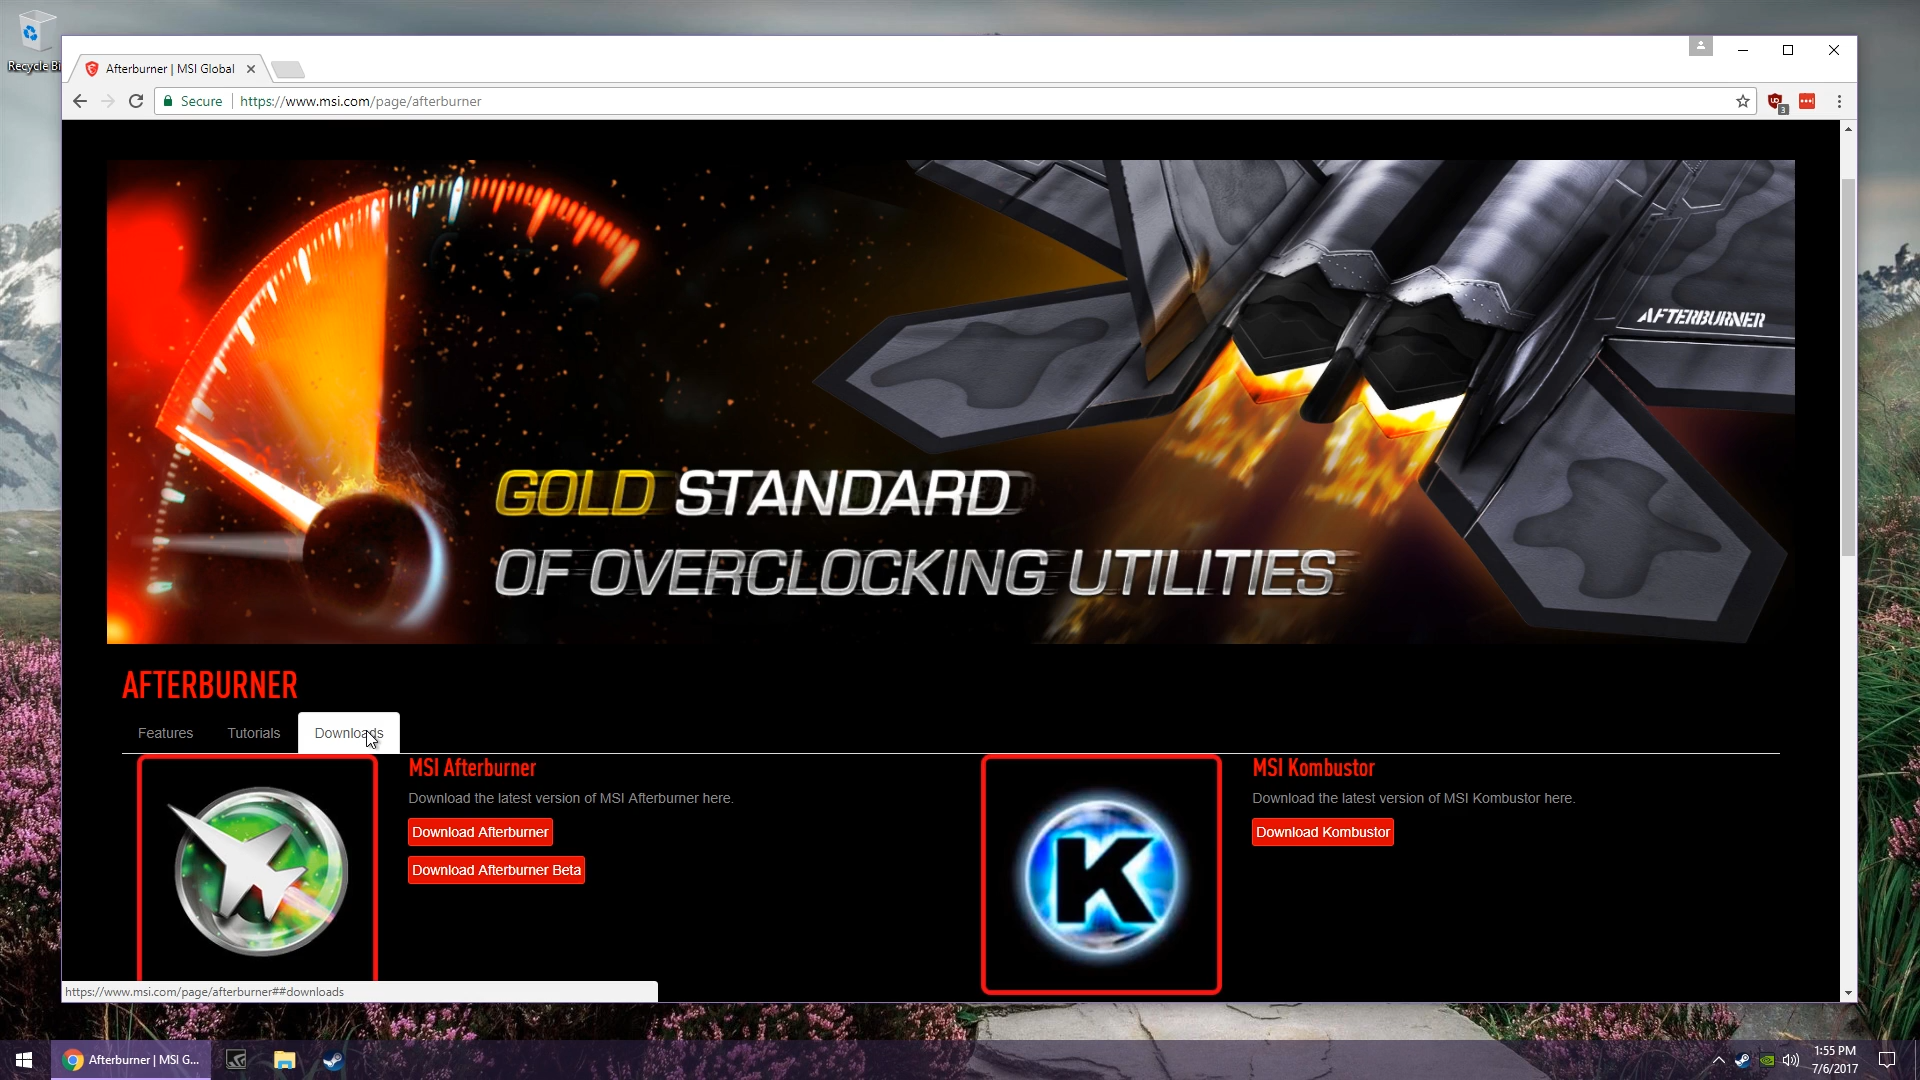 Recycle Bi
Afterburner | MSI Global
Secure
https://www.msi.com/page/afterburner
3
AFTERBURNER
GOLD STANDARD
OF OVERCLOCKING UTILITIES
AFTERBURNER
Features
Tutorials
Downloads
MSI Afterburner
Download the latest version of MSI Afterburner here.
Download Afterburner
Download Afterburner Beta
K
MSI Kombustor
Download the latest version of MSI Kombustor here.
Download Kombustor
https://www.msi.com/page/afterburner##downloads
Afterburner | MSI G...
1:55 PM
7/6/2017